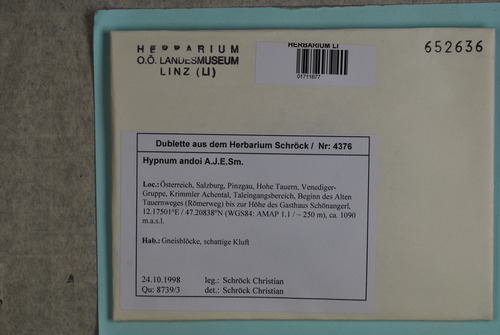 HERBARIUM
O.Ö. LANDESMUSEUM
LINZ (LI)
HERBARIUM LI
01711677
652636
Dublette aus dem Herbarium Schröck / Nr: 4376
Hypnum andoi A.J.E.Sm.
Loc.: Österreich, Salzburg, Pinzgau, Hohe Tauern, Venediger-
Gruppe, Krimmler Achental, Taleingangsbereich, Beginn des Alten
Tauernweges (Römerweg) bis zur Höhe des Gasthaus Schönangerl,
12.17501°E / 47.20838°N (WGS84: AMAP 1.1 / ~ 250 m), ca. 1090
m.a.s.l.
Hab.: Gneisblöcke, schattige Kluft
24.10.1998 leg.: Schröck Christian
Qu: 8739/3 det.: Schröck Christian